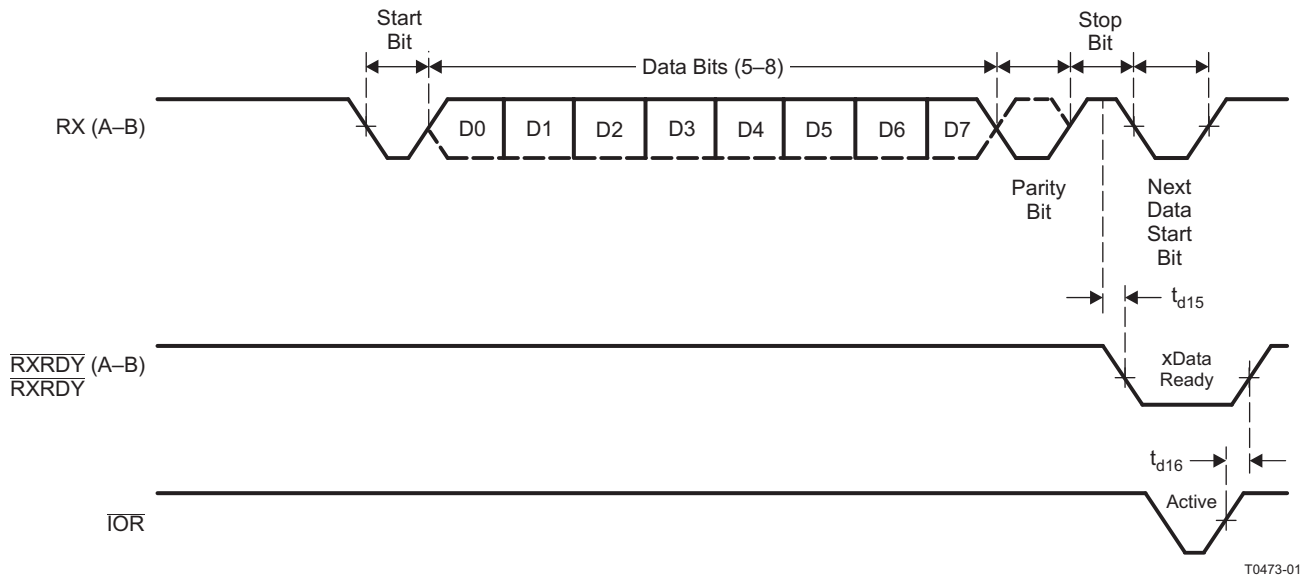 Start
Bit
Stop
Bit
Data Bits (5–8)
RX (A–B)
D0 D1 D2 D3 D4 D5 D6 D7
Parity
Bit
Next
Data
Start
Bit
td15
RXRDY (A–B)
RXRDY
xData
Ready
td16
IOR
Active
T0473-01